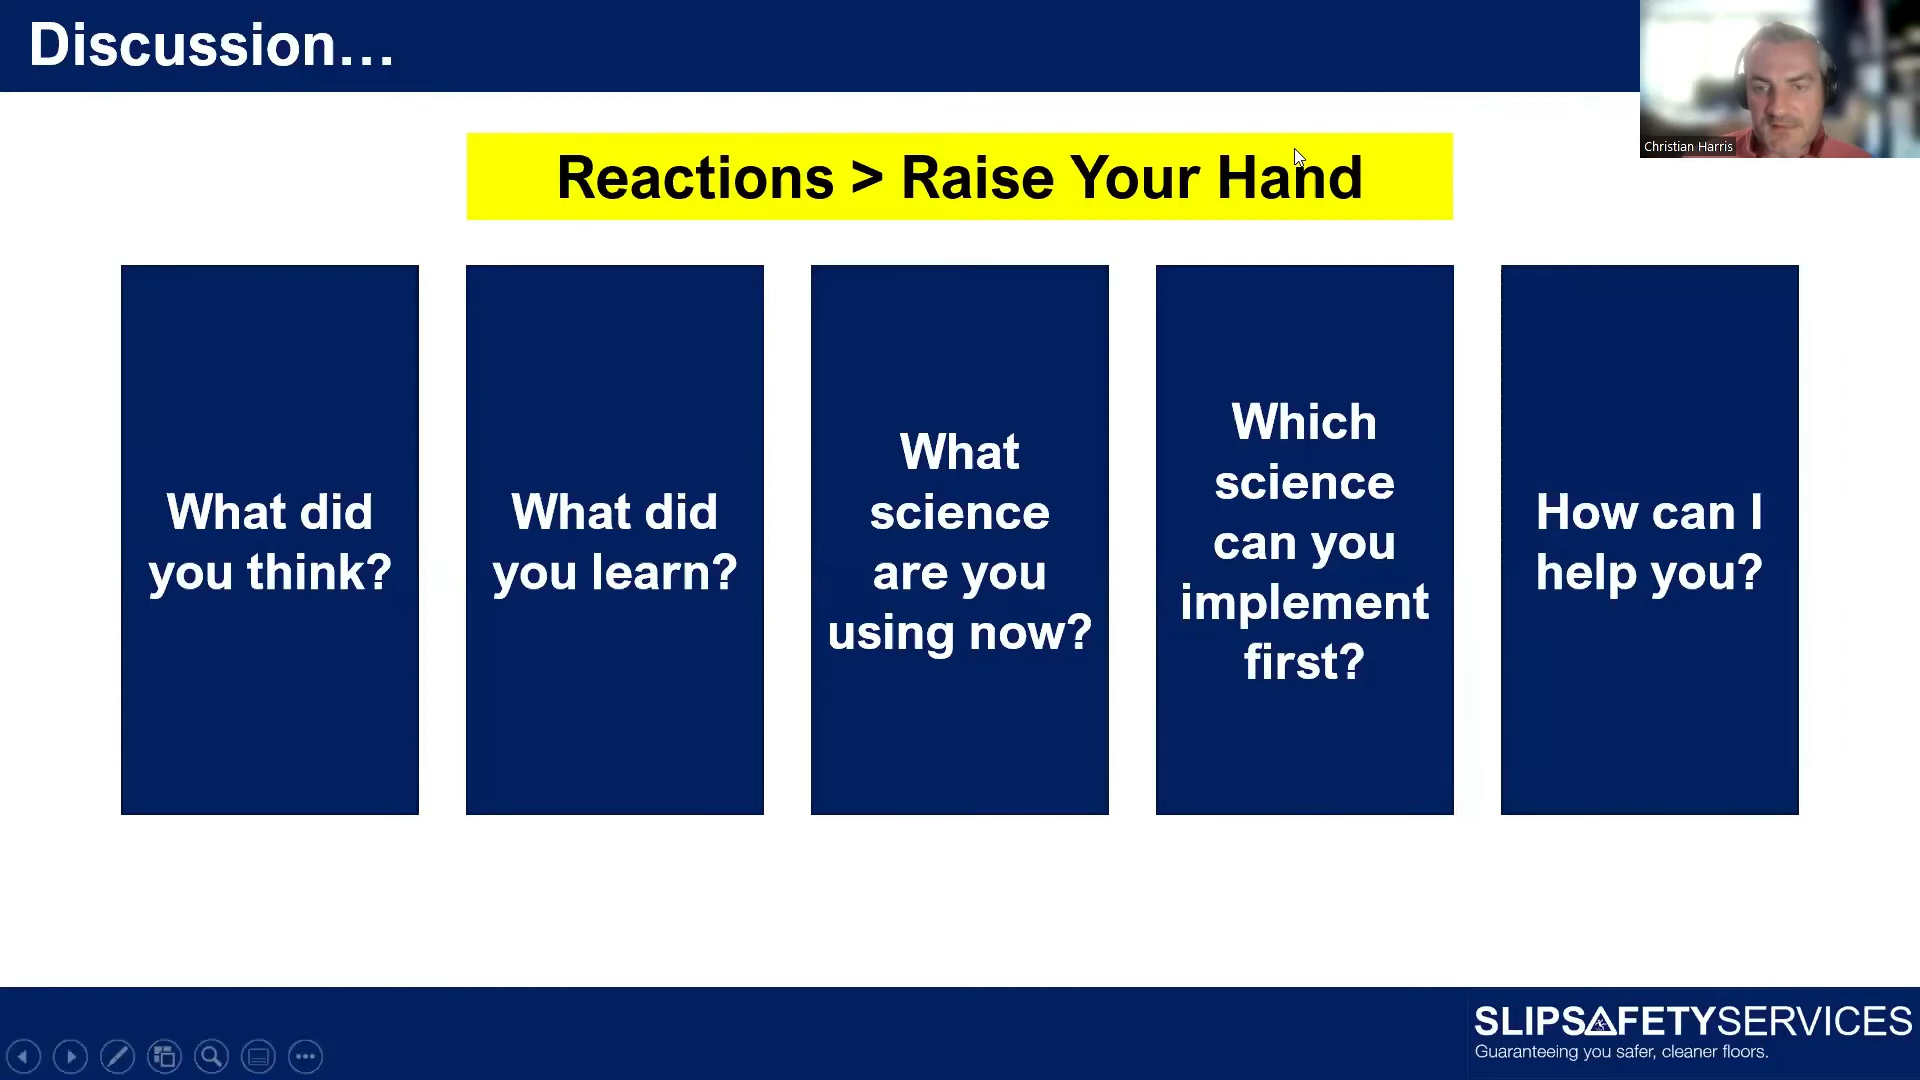 Discussion...
Christian Harris
Reactions > Raise Your Hand
What did
you think?
What did
you learn?
What
science
are you
using now?
Which
science
can you
implement
first?
How can I
help you?
SLIPSAFETYSERVICES
Guaranteeing you safer, cleaner floors.